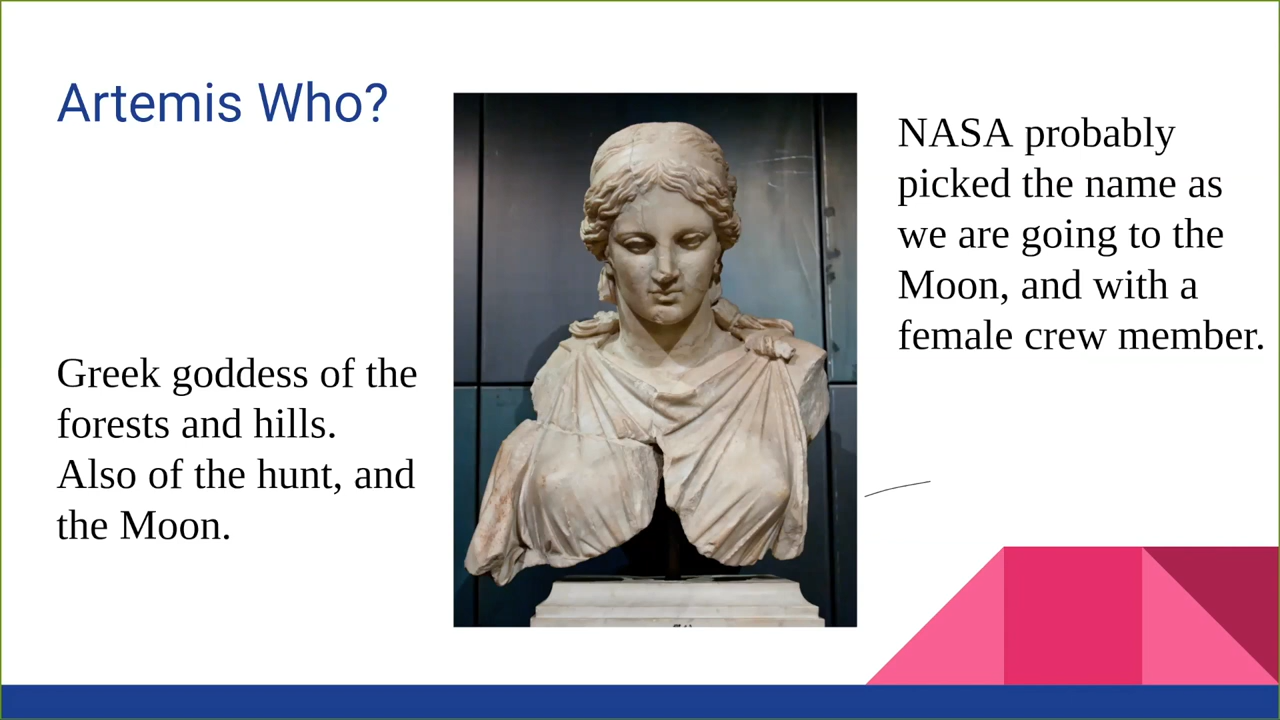 Artemis Who?
Greek goddess of the
forests and hills.
Also of the hunt, and
the Moon.
NASA probably
picked the name as
we are going to the
Moon, and with a
female crew member.